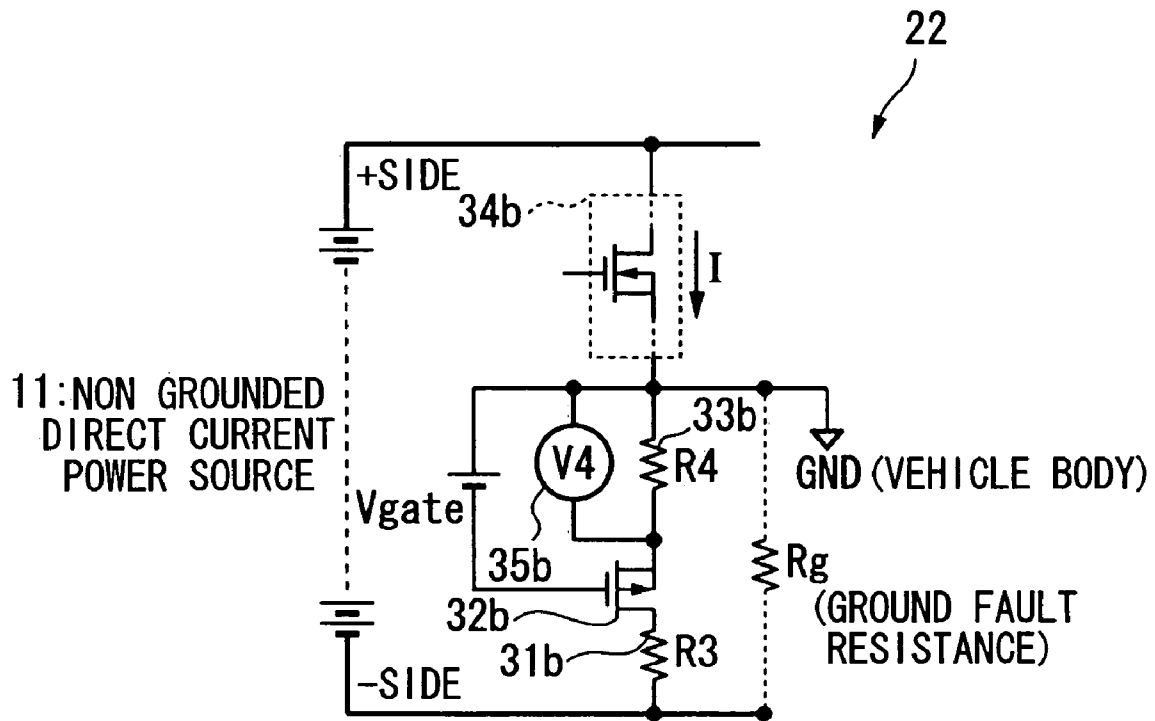 22
+SIDE
34b
I
11:NON GROUNDED
DIRECT CURRENT
POWER SOURCE
33b
V4
R4
GND(VEHICLE BODY)
Vgate
35b
Rg
(GROUND FAULT
RESISTANCE)
32b
31b
R3
-SIDE